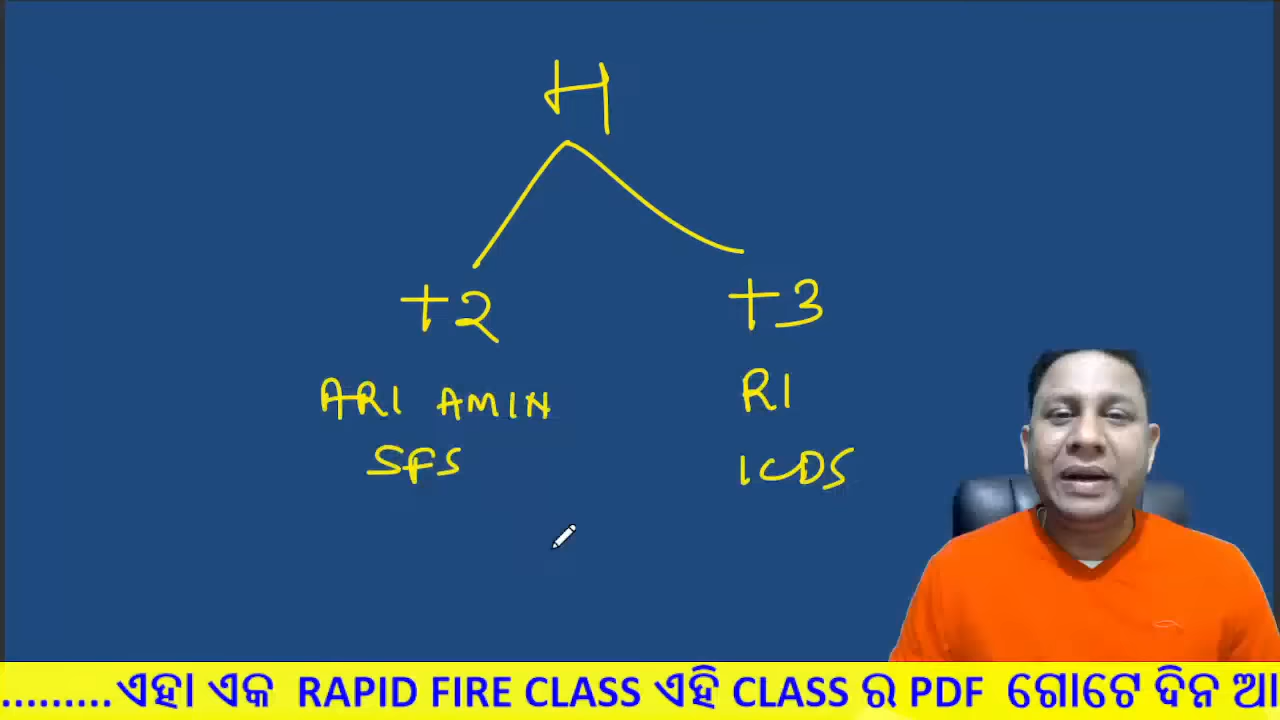 H
+2 +3
ARI AMIN RI
SFS ICDS
.........ଏହା ଏକ RAPID FIRE CLASS ଏହି CLASS ର PDF ଗୋଟେ ଦିନ ଆ